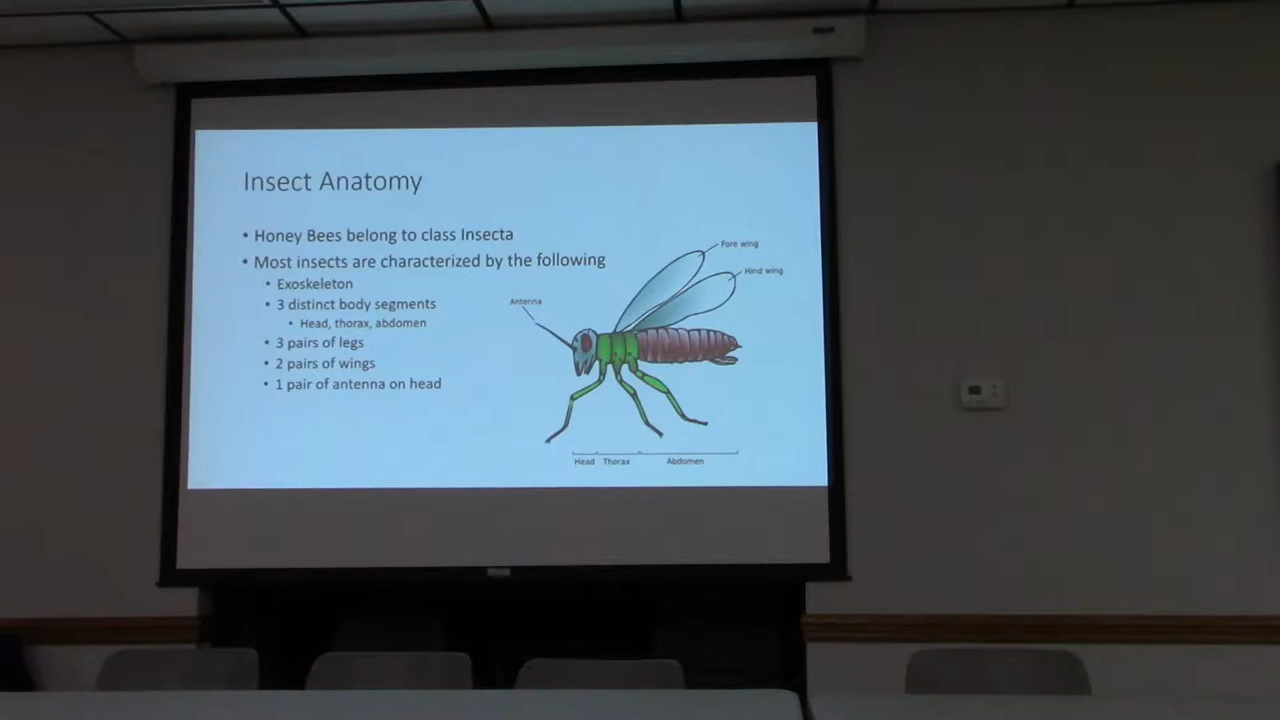 Insect Anatomy
• Honey Bees belong to class Insecta
• Most insects are characterized by the following
• Exoskeleton
• 3 distinct body segments
• Head, thorax, abdomen
• 3 pairs of legs
• 2 pairs of wings
• 1 pair of antenna on head
Fore wing
Hind wing
Antenna
Head Thorax Abdomen